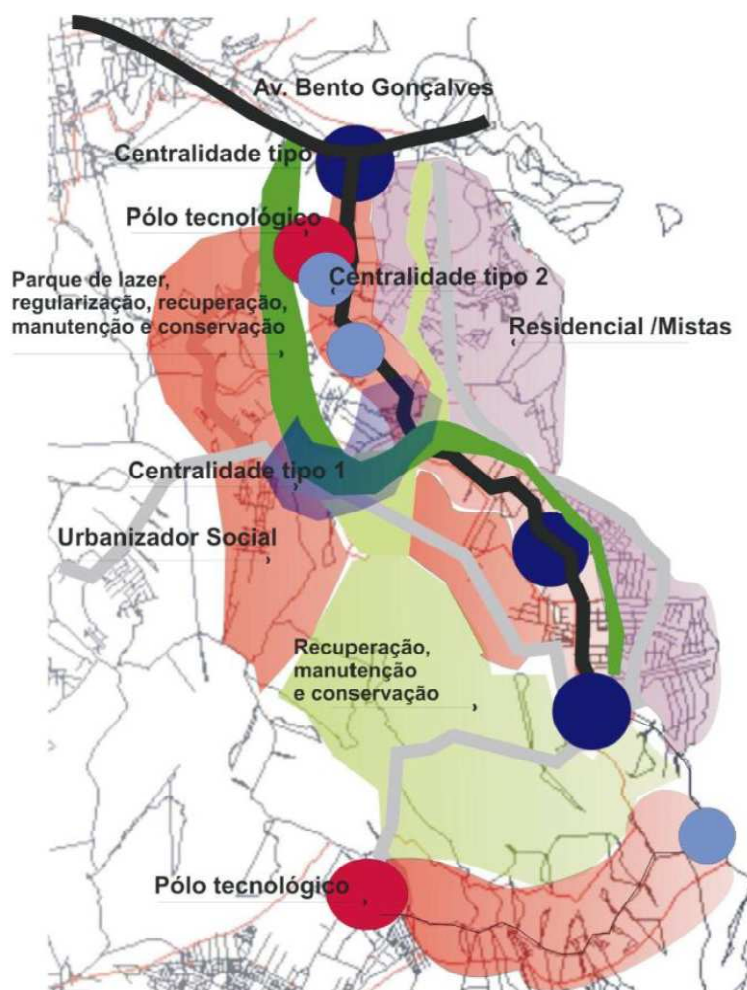 Av. Bento Gonçalves
Centralidade tipo
Pólo tecnológico
Centralidade tipo 2
Parque de lazer,
regularização, recuperação,
manutenção e conservação
Residencial /Mistas
Centralidade tipo 1
Urbanizador Social
Recuperação,
manutenção
e conservação
Pólo tecnológico